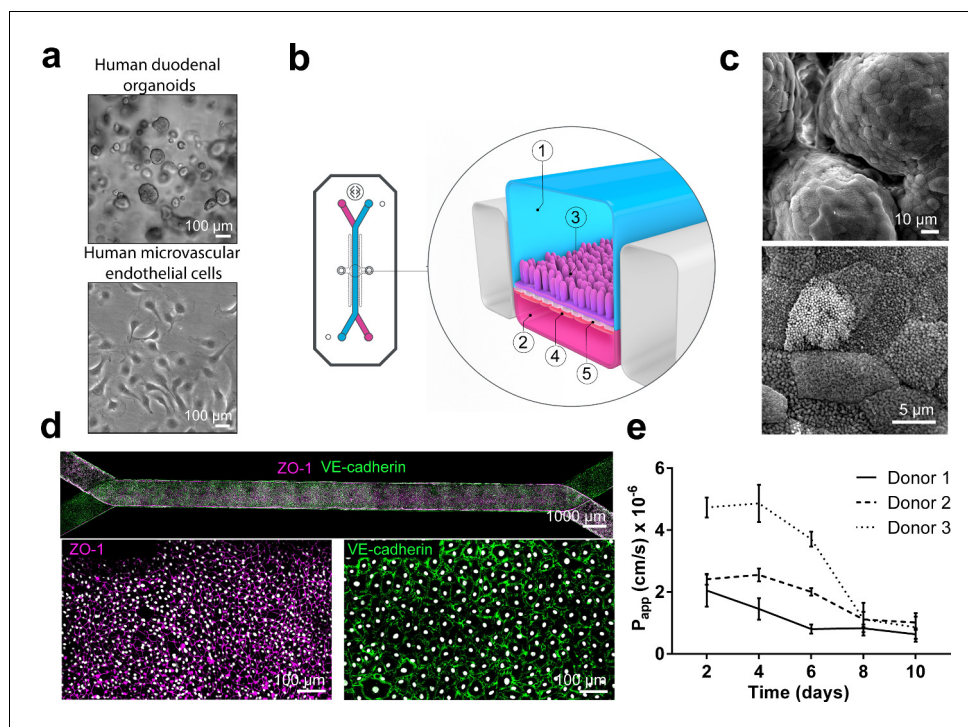 a
Human duodenal
organoids
100 µm
Human microvascular
endothelial cells
100 µm
b
1
3
2
4
5
c
10 µm
5 µm
d
ZO-1 VE-cadherin
1000 µm
ZO-1
100 µm
VE-cadherin
100 µm
e
Donor 1
Donor 2
Donor 3
Papp (cm/s) x 10-6
6
4
2
0
2 4 6 8 10
Time (days)